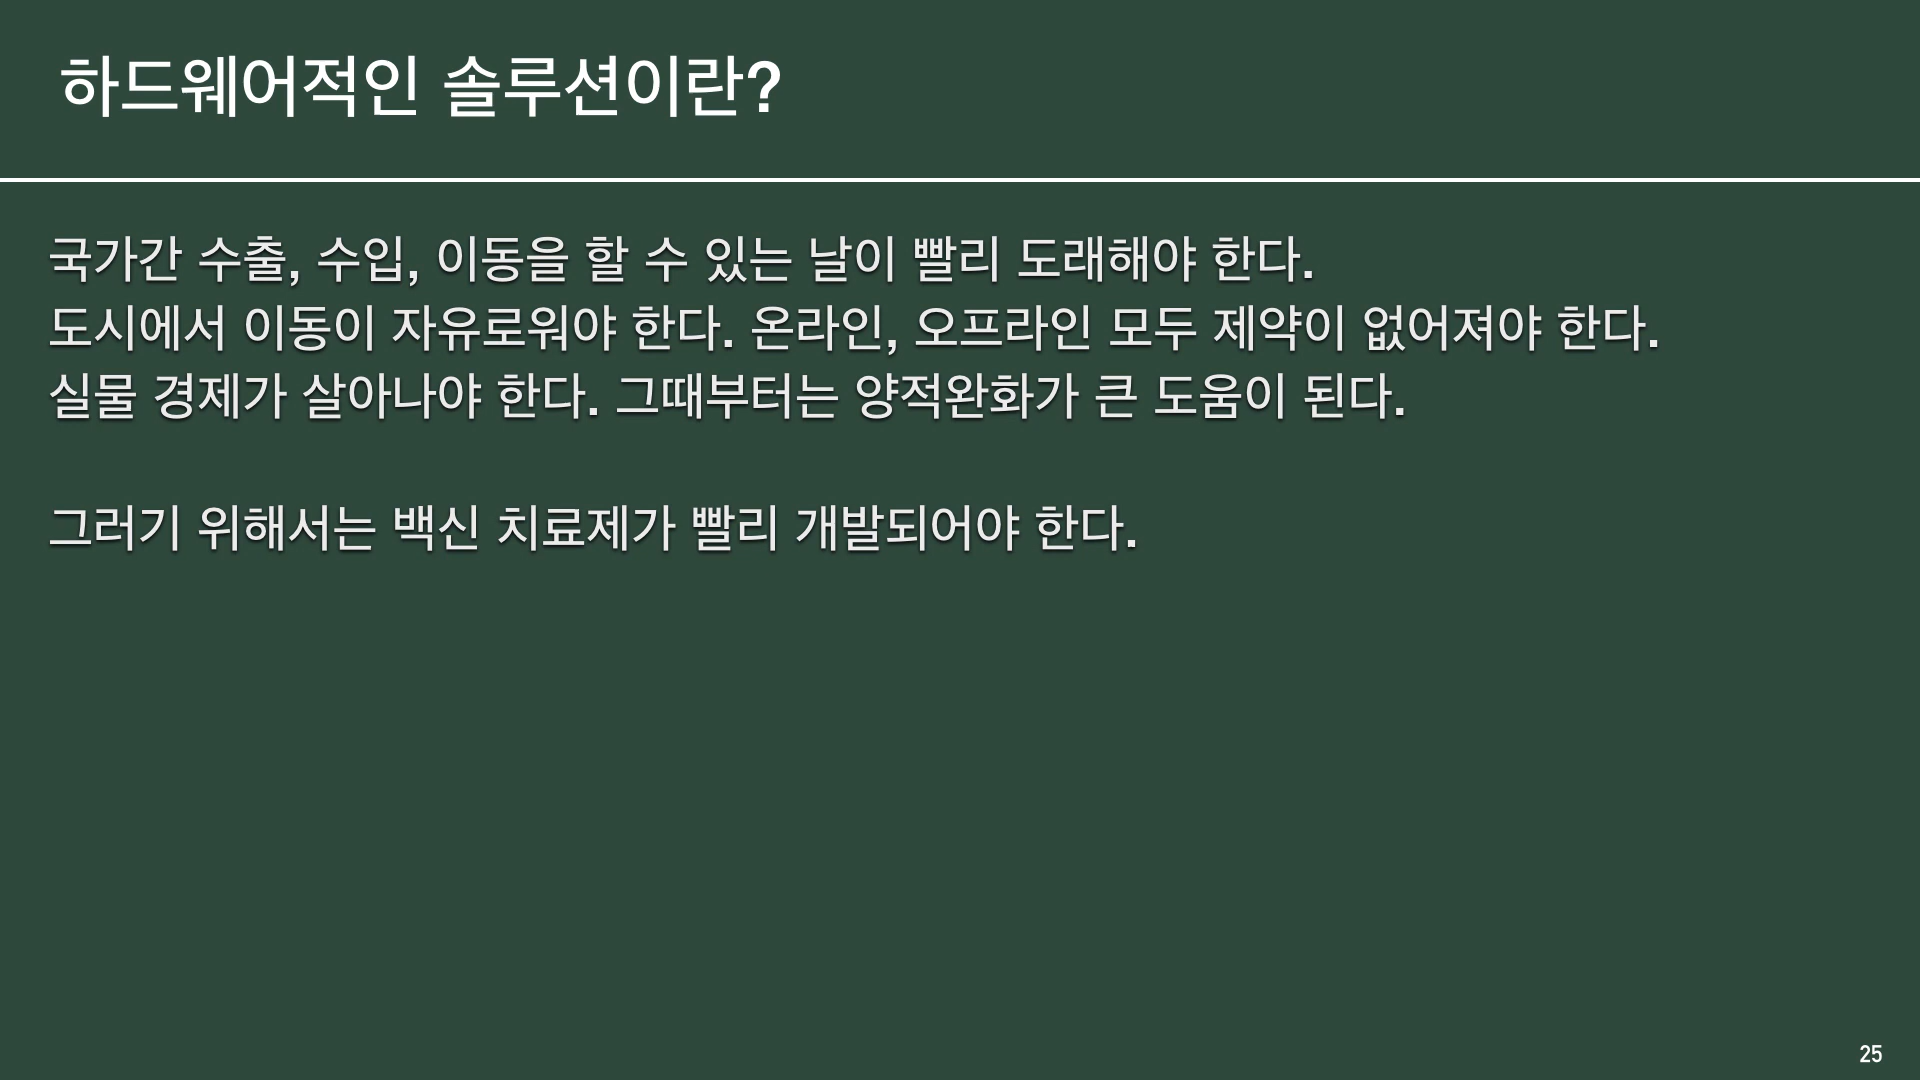 하드웨어적인 솔루션이란?
국가간 수출, 수입, 이동을 할 수 있는 날이 빨리 도래해야 한다.
도시에서 이동이 자유로워야 한다. 온라인, 오프라인 모두 제약이 없어져야 한다.
실물 경제가 살아나야 한다. 그때부터는 양적완화가 큰 도움이 된다.
그러기 위해서는 백신 치료제가 빨리 개발되어야 한다.
25